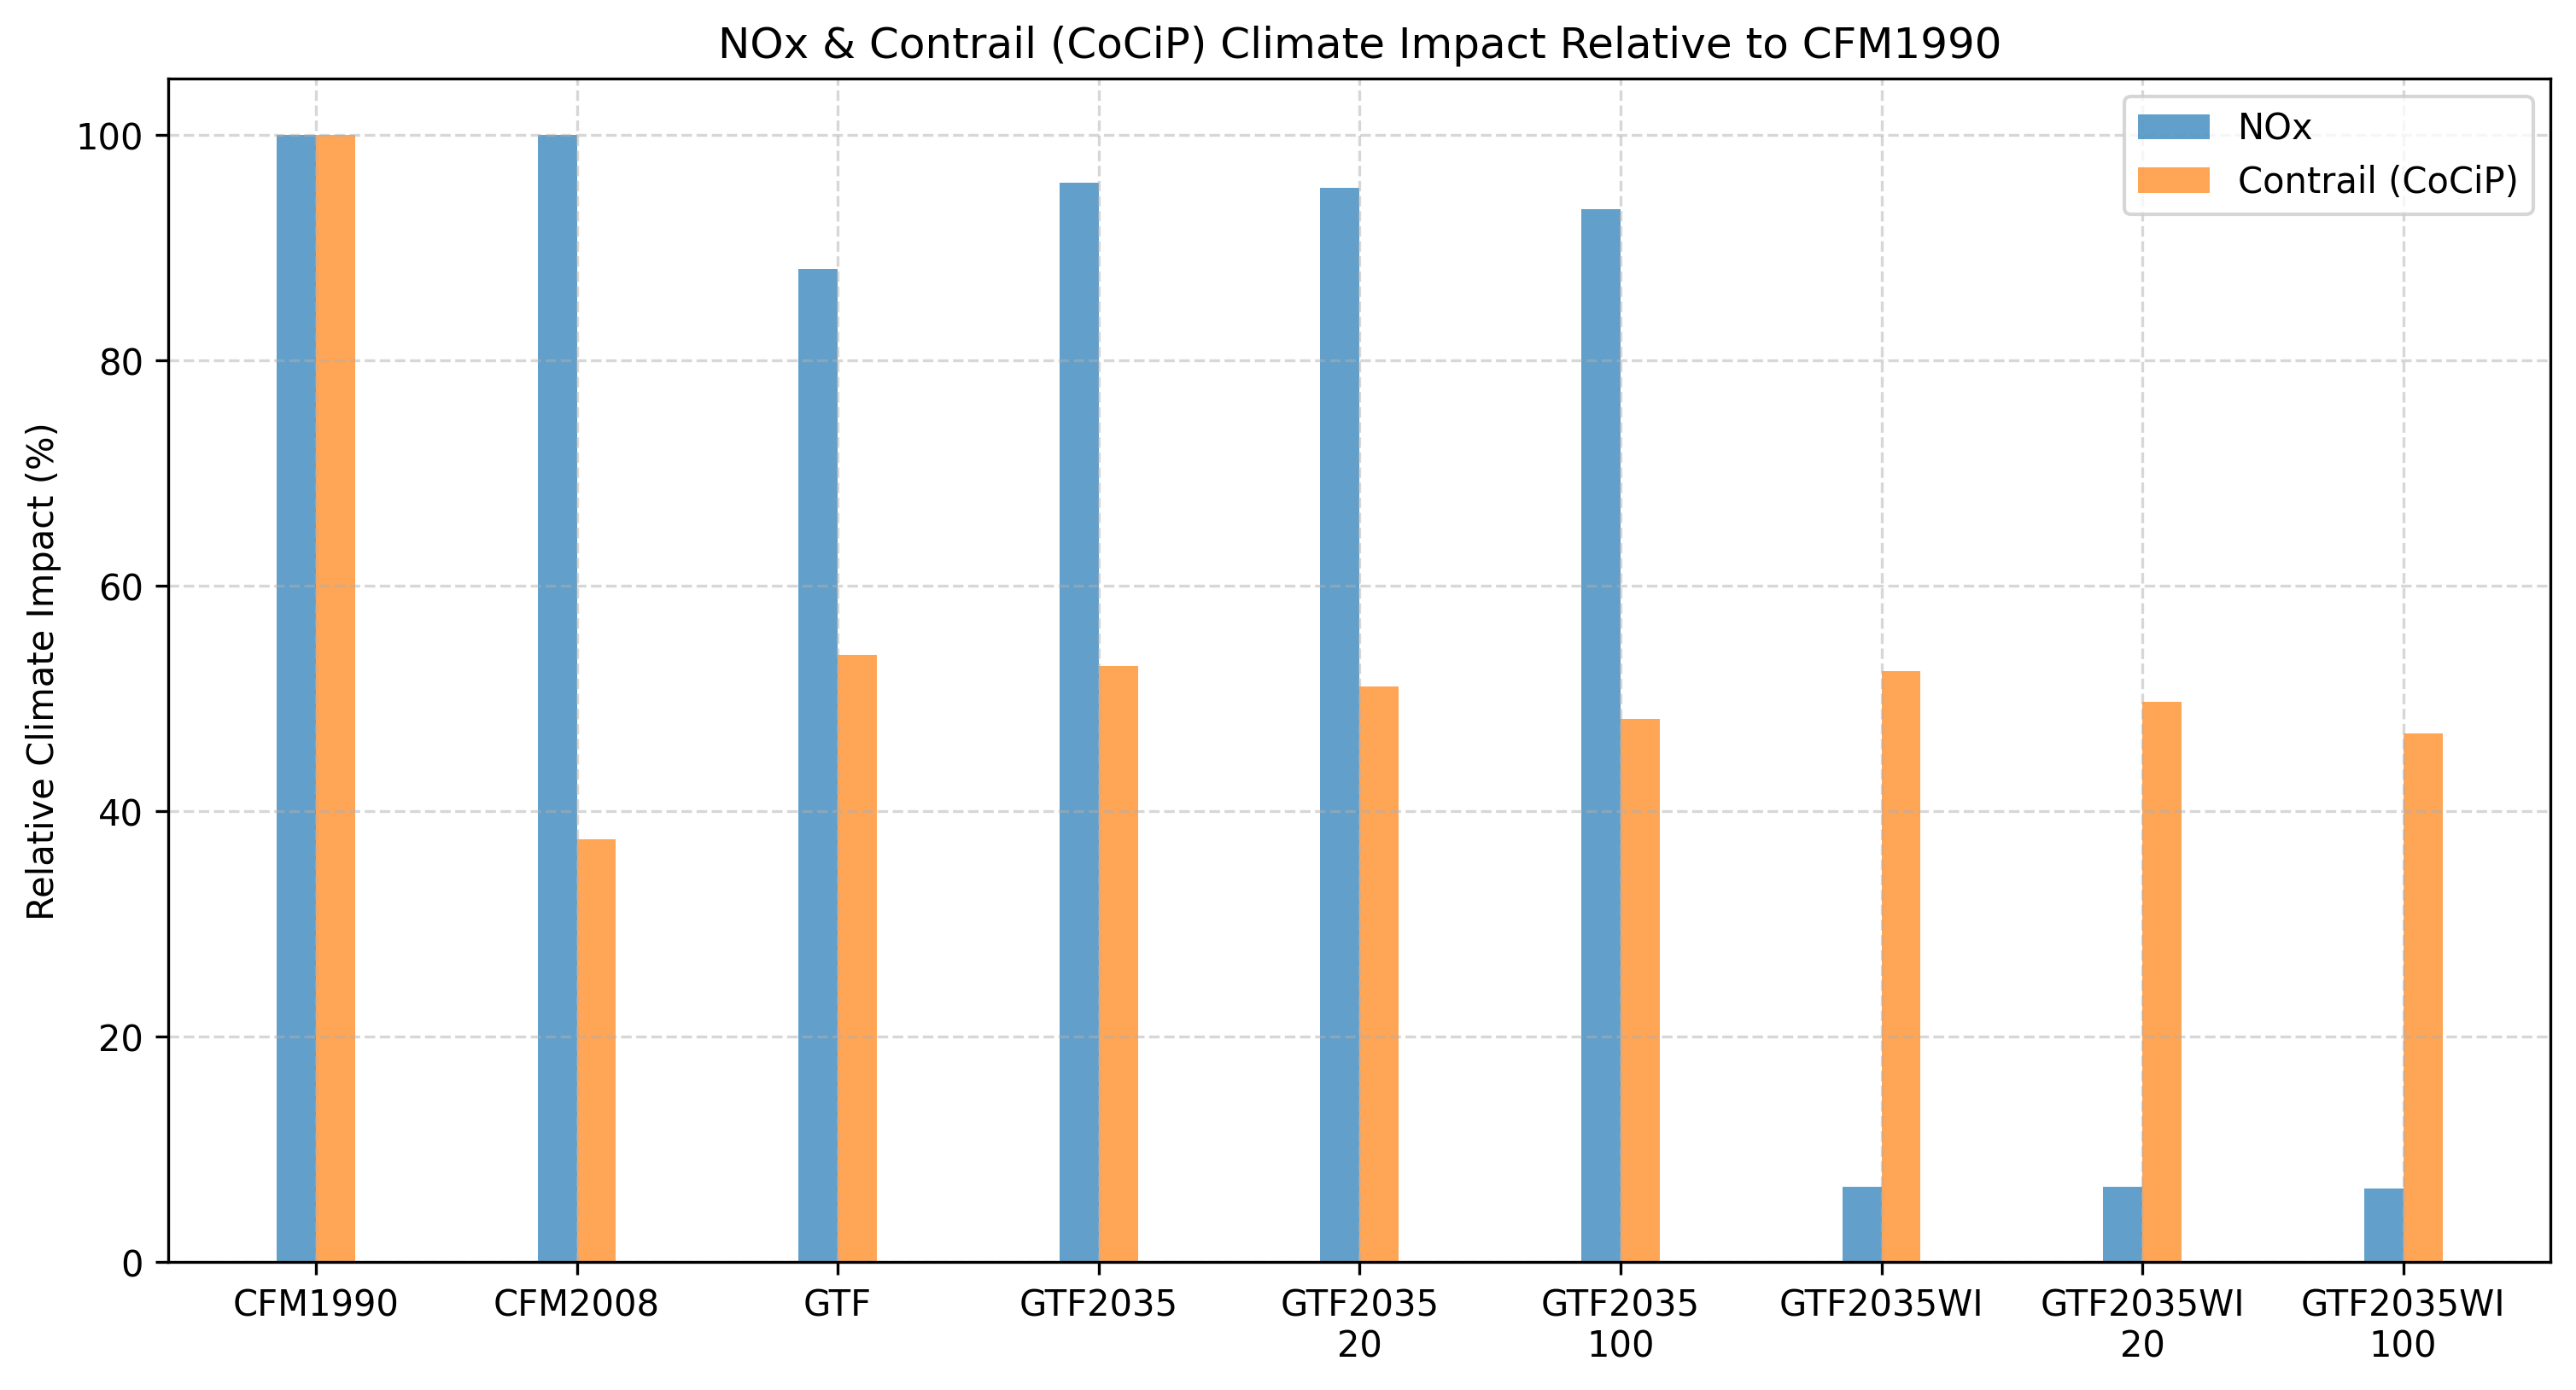 NOx & Contrail (CoCiP) Climate Impact Relative to CFM1990
NOx
Contrail (CoCiP)
Relative Climate Impact (%)
100
80
60
40
20
0
CFM1990 CFM2008 GTF GTF2035 GTF2035 GTF2035 GTF2035WI GTF2035WI GTF2035WI
20 100 20 100